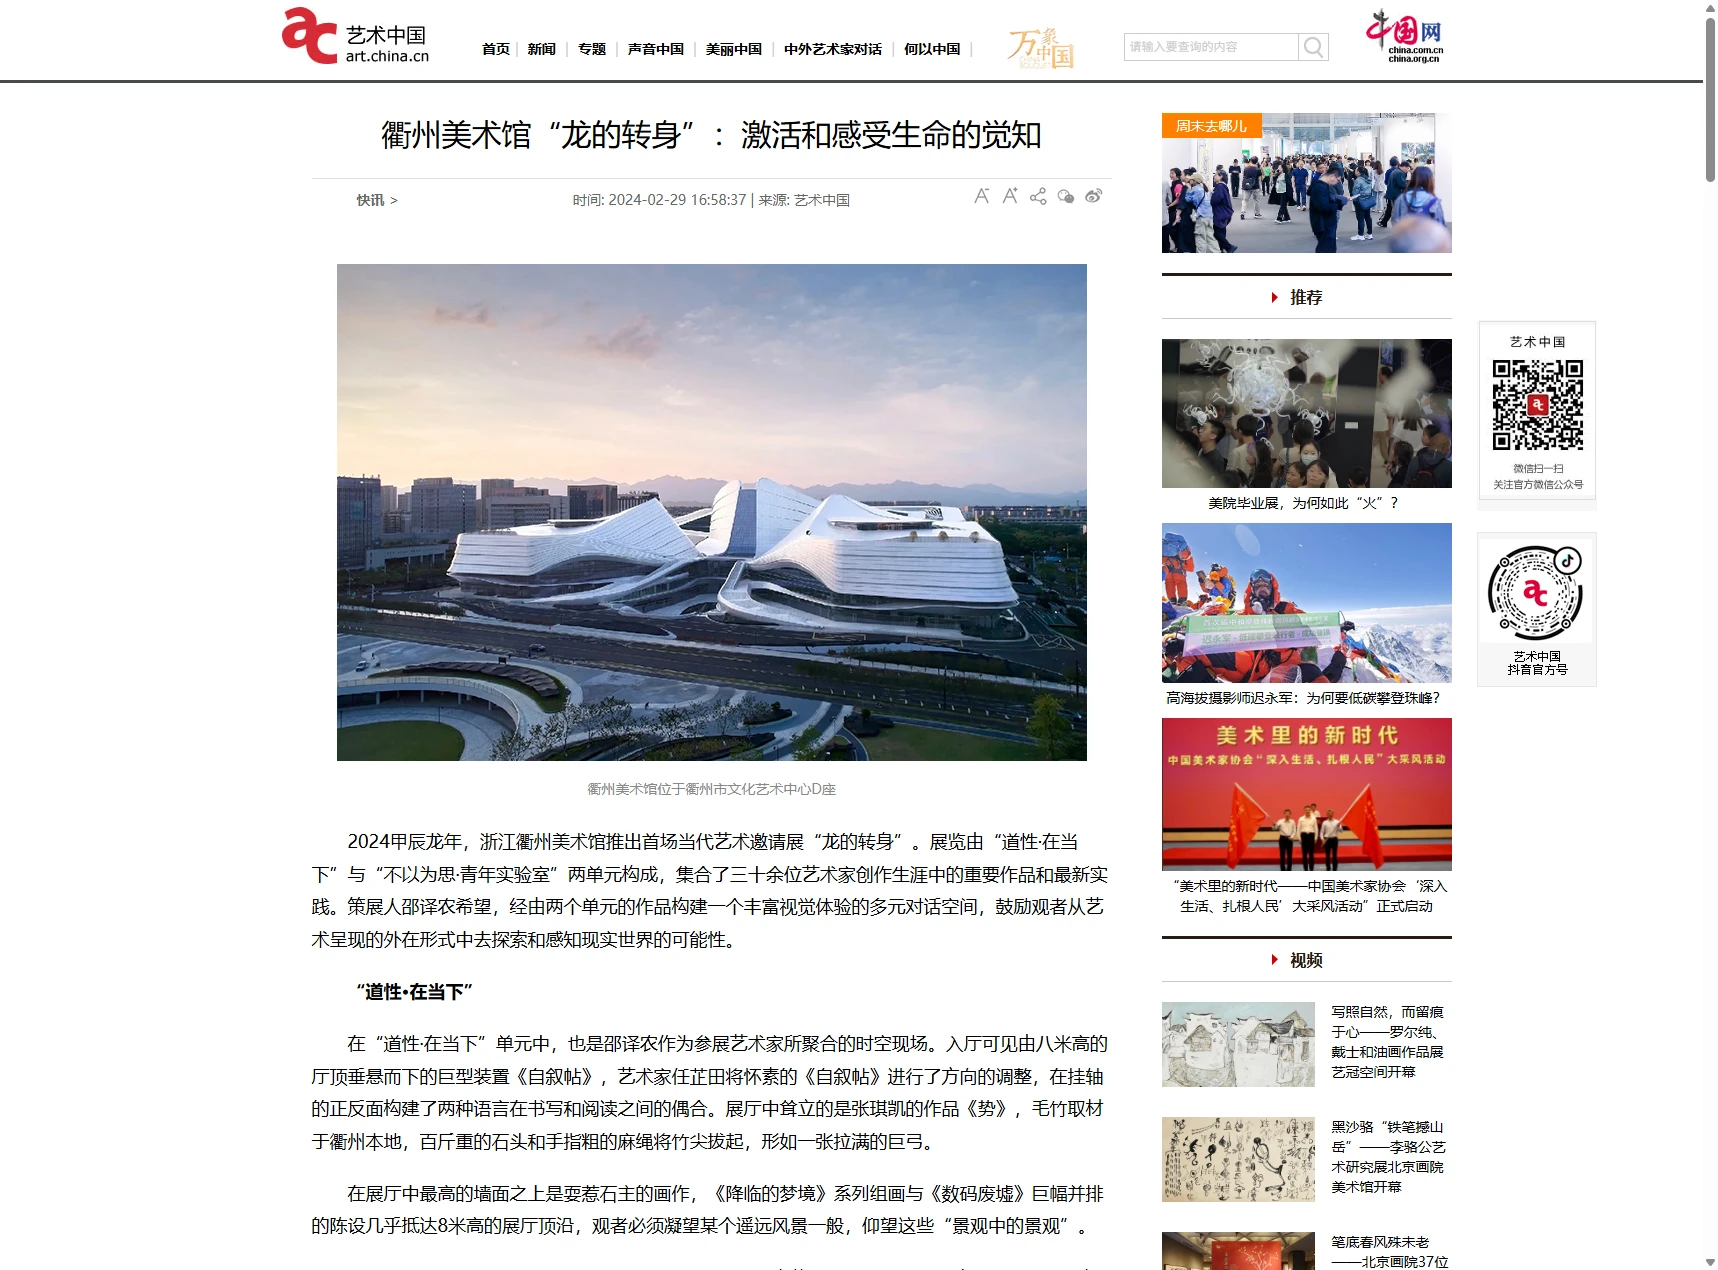 艺术中国
art.china.cn
首页 新闻 专题 声音中国 美丽中国 中外艺术家对话 何以中国
万象中国
请输入要查询的内容
中国网
china.com.cn
china.org.cn
衢州美术馆“龙的转身”：激活和感受生命的觉知
快讯 >
时间: 2024-02-29 16:58:37 | 来源: 艺术中国
衢州美术馆位于衢州市文化艺术中心D座
2024甲辰龙年，浙江衢州美术馆推出首场当代艺术邀请展“龙的转身”。展览由“道性·在当
下”与“不以为思·青年实验室”两单元构成，集合了三十余位艺术家创作生涯中的重要作品和最新实
践。策展人邵译农希望，经由两个单元的作品构建一个丰富视觉体验的多元对话空间，鼓励观者从艺
术呈现的外在形式中去探索和感知现实世界的可能性。
“道性·在当下”
在“道性·在当下”单元中，也是邵译农作为参展艺术家所聚合的时空现场。入厅可见由八米高的
厅顶垂悬而下的巨型装置《自叙帖》，艺术家任芷田将怀素的《自叙帖》进行了方向的调整，在挂轴
的正反面构建了两种语言在书写和阅读之间的偶合。展厅中耸立的是张琪凯的作品《势》，毛竹取材
于衢州本地，百斤重的石头和手指粗的麻绳将竹尖拔起，形如一张拉满的巨弓。
在展厅中最高的墙面之上是耍惹石主的画作，《降临的梦境》系列组画与《数码废墟》巨幅并排
的陈设几乎抵达8米高的展厅顶沿，观者必须凝望某个遥远风景一般，仰望这些“景观中的景观”。
周末去哪儿
推荐
美院毕业展，为何如此“火”？
高海拔摄影师迟永军：为何要低碳攀登珠峰？
美术里的新时代
中国美术家协会“深入生活、扎根人民”大采风活动
“美术里的新时代——中国美术家协会‘深入
生活、扎根人民’大采风活动”正式启动
视频
写照自然，而留痕
于心——罗尔纯、
戴士和油画作品展
艺冠空间开幕
黑沙骆“铁笔撼山
岳”——李骆公艺
术研究展北京画院
美术馆开幕
笔底春风殊未老
——北京画院37位
艺术中国
微信扫一扫
关注官方微信公众号
艺术中国
抖音官方号